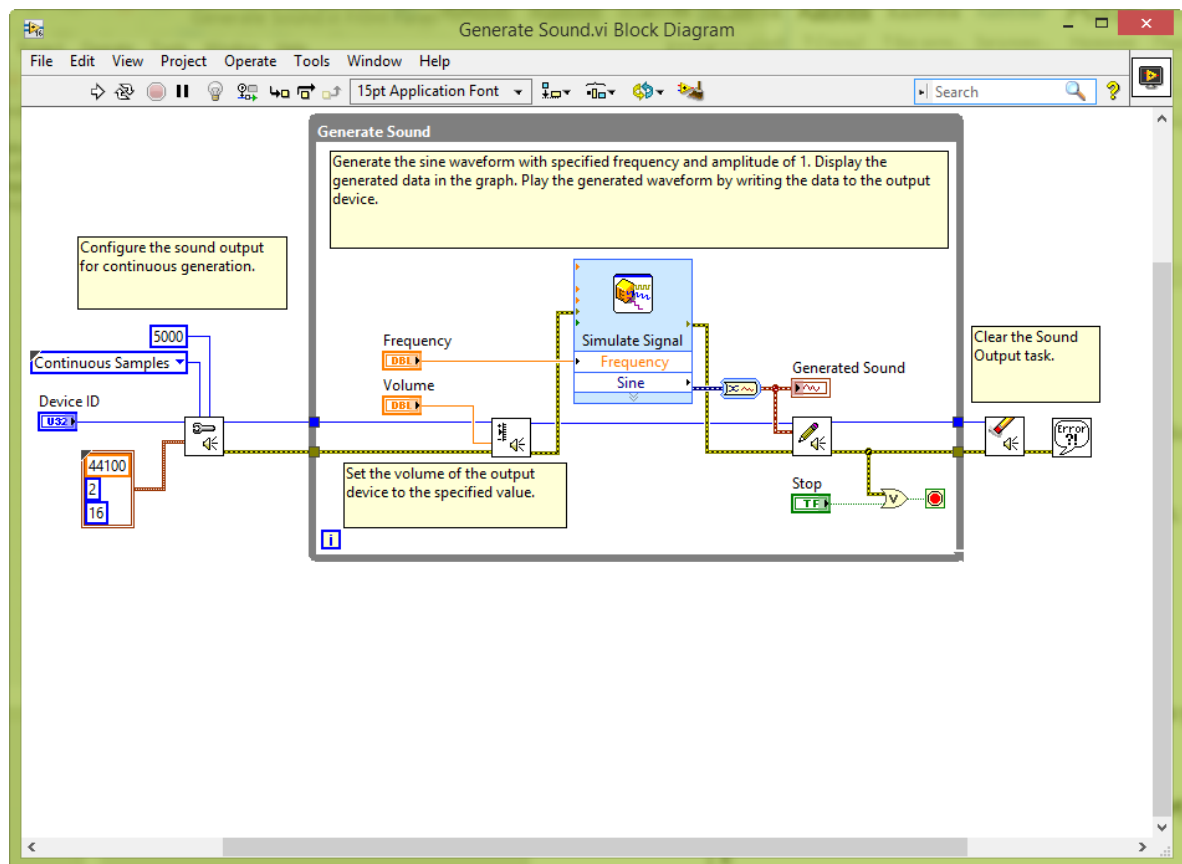 Generate Sound.vi Block Diagram
File Edit View Project Operate Tools Window Help
15pt Application Font
Search
Generate Sound
Generate the sine waveform with specified frequency and amplitude of 1. Display the
generated data in the graph. Play the generated waveform by writing the data to the output
device.
Configure the sound output
for continuous generation.
5000
Continuous Samples
Device ID
U32
44100
2
16
Frequency
DBL
Volume
DBL
Simulate Signal
Frequency
Sine
Generated Sound
Set the volume of the output
device to the specified value.
Stop
TF
V
i
Clear the Sound
Output task.
Error
?!